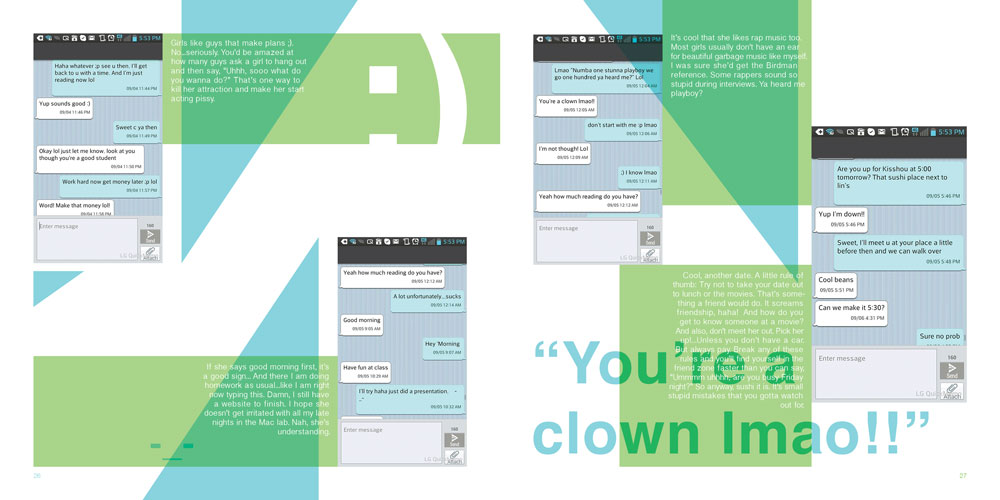 5:53 PM
Haha whatever ;p see u then. I'll get
back to u with a time. And I'm just
reading now lol
09/04 11:44 PM
Yup sounds good :)
09/04 11:46 PM
Sweet c ya then
09/04 11:49 PM
Okay lol just let me know. look at you
though you're a good student
09/04 11:50 PM
Work hard now get money later ;p lol
09/04 11:57 PM
Word! Make that money lol!
09/04 11:58 PM
Enter message
160
Send
Attach
Girls like guys that make plans ;).
No...seriously. You'd be amazed at
how many guys ask a girl to hang out
and then say, "Uhhh, sooo what do
you wanna do?" That's one way to
kill her attraction and make her start
acting pissy.
:)
5:53 PM
Yeah how much reading do you have?
09/05 12:12 AM
A lot unfortunately...sucks
09/05 12:14 AM
Good morning
09/05 9:05 AM
Hey 'Morning
09/05 9:07 AM
Have fun at class
09/05 10:29 AM
I'll try haha just did a presentation. -
_-
09/05 10:32 AM
Enter message
160
Send
Attach
If she says good morning first, it's
a good sign... And there I am doing
homework as usual...like I am right
now typing this. Damn, I still have
a website to finish. I hope she
doesn't get irritated with all my late
nights in the Mac lab. Nah, she's
understanding.
- _ -
26
5:53 PM
Lmao "Numba one stunna playboy we
go one hundred ya heard me?" Lol
09/05 12:04 AM
You're a clown lmao!!
09/05 12:05 AM
don't start with me :p lmao
09/05 12:06 AM
I'm not though! Lol
09/05 12:09 AM
:) I know lmao
09/05 12:11 AM
Yeah how much reading do you have?
09/05 12:12 AM
Enter message
160
Send
Attach
It's cool that she likes rap music too.
Most girls usually don't have an ear
for beautiful garbage music like myself.
I was sure she'd get the Birdman
reference. Some rappers sound so
stupid during interviews. Ya heard me
playboy?
5:53 PM
Are you up for Kisshou at 5:00
tomorrow? That sushi place next to
lin's
09/05 5:46 PM
Yup I'm down!!
09/05 5:46 PM
Sweet, I'll meet u at your place a little
before then and we can walk over
09/05 5:48 PM
Cool beans
09/05 5:51 PM
Can we make it 5:30?
09/06 4:31 PM
Sure no prob
Enter message
160
Send
Attach
Cool, another date. A little rule of
thumb: Try not to take your date out
to lunch or the movies. That's some-
thing a friend would do. It screams
friendship, haha! And how do you
get to know someone at a movie?
And also, don't meet her out. Pick her
up!...Unless you don't have a car.
But always pay. Break any of these
rules and you'll find yourself in the
friend zone faster than you can say,
"Ummmm uhhhh, are you busy Friday
night?" So anyway, sushi it is. It's small
stupid mistakes that you gotta watch
out for.
“You're a
clown lmao!!”
27